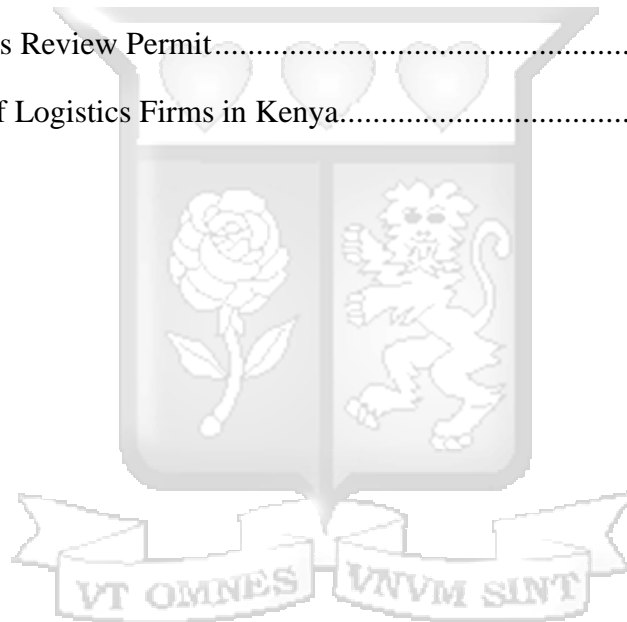 s Review Permit...............................................
f Logistics Firms in Kenya...............................
VT OMNES VNVM SINT